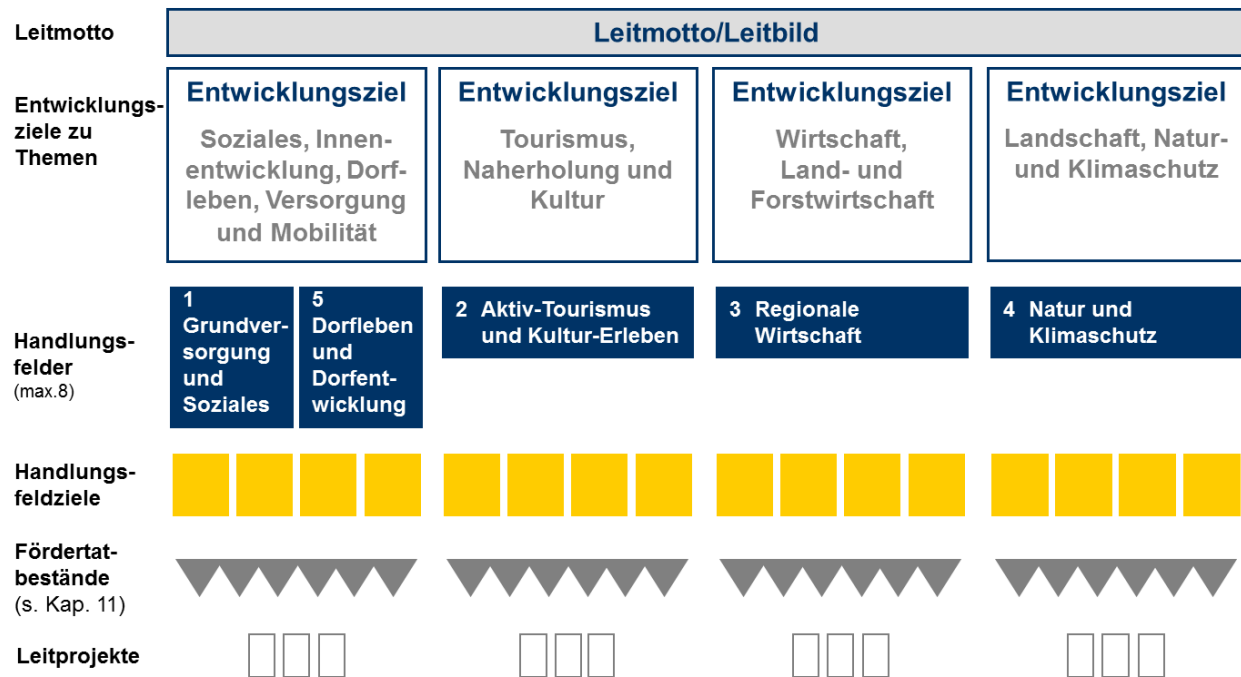 Leitmotto
Leitmotto/Leitbild
Entwicklungs-
ziele zu
Themen
Entwicklungsziel
Soziales, Innen-
entwicklung, Dorf-
leben, Versorgung
und Mobilität
Entwicklungsziel
Tourismus,
Naherholung und
Kultur
Entwicklungsziel
Wirtschaft,
Land- und
Forstwirtschaft
Entwicklungsziel
Landschaft, Natur-
und Klimaschutz
Handlungs-
felder
(max.8)
1
Grundver-
sorgung
und
Soziales
5
Dorfleben
und
Dorfent-
wicklung
2 Aktiv-Tourismus
und Kultur-Erleben
3 Regionale
Wirtschaft
4 Natur und
Klimaschutz
Handlungs-
feldziele
Fördertat-
bestände
(s. Kap. 11)
Leitprojekte